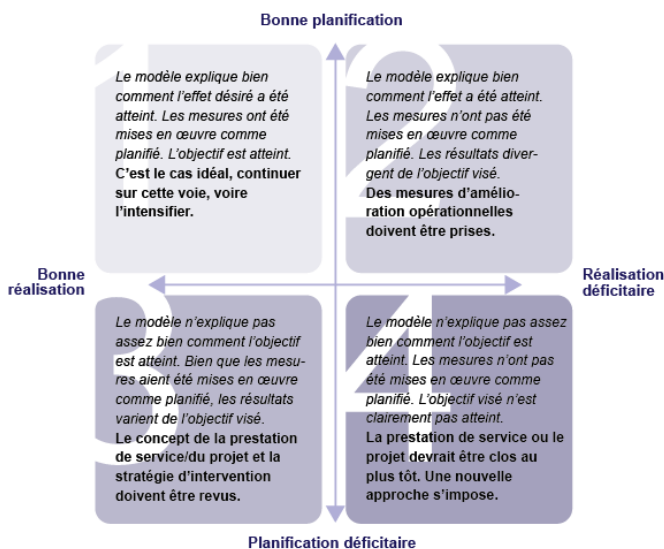 Bonne planification
1
Le modèle explique bien
comment l'effet désiré a été
atteint. Les mesures ont été
mises en œuvre comme
planifié. L'objectif est atteint.
C'est le cas idéal, continuer
sur cette voie, voire
l'intensifier.
2
Le modèle explique bien
comment l'effet a été atteint.
Les mesures n'ont pas été
mises en œuvre comme
planifié. Les résultats diver-
gent de l'objectif visé.
Des mesures d'amélio-
ration opérationnelles
doivent être prises.
Bonne
réalisation
Réalisation
déficitaire
3
Le modèle n'explique pas
assez bien comment l'objectif
est atteint. Bien que les mesu-
res aient été mises en œuvre
comme planifié, les résultats
varient de l'objectif visé.
Le concept de la prestation
de service/du projet et la
stratégie d'intervention
doivent être revus.
4
Le modèle n'explique pas assez
bien comment l'objectif est
atteint. Les mesures n'ont pas
été mises en œuvre comme
planifié. L'objectif visé n'est
clairement pas atteint.
La prestation de service ou le
projet devrait être clos au
plus tôt. Une nouvelle
approche s'impose.
Planification déficitaire